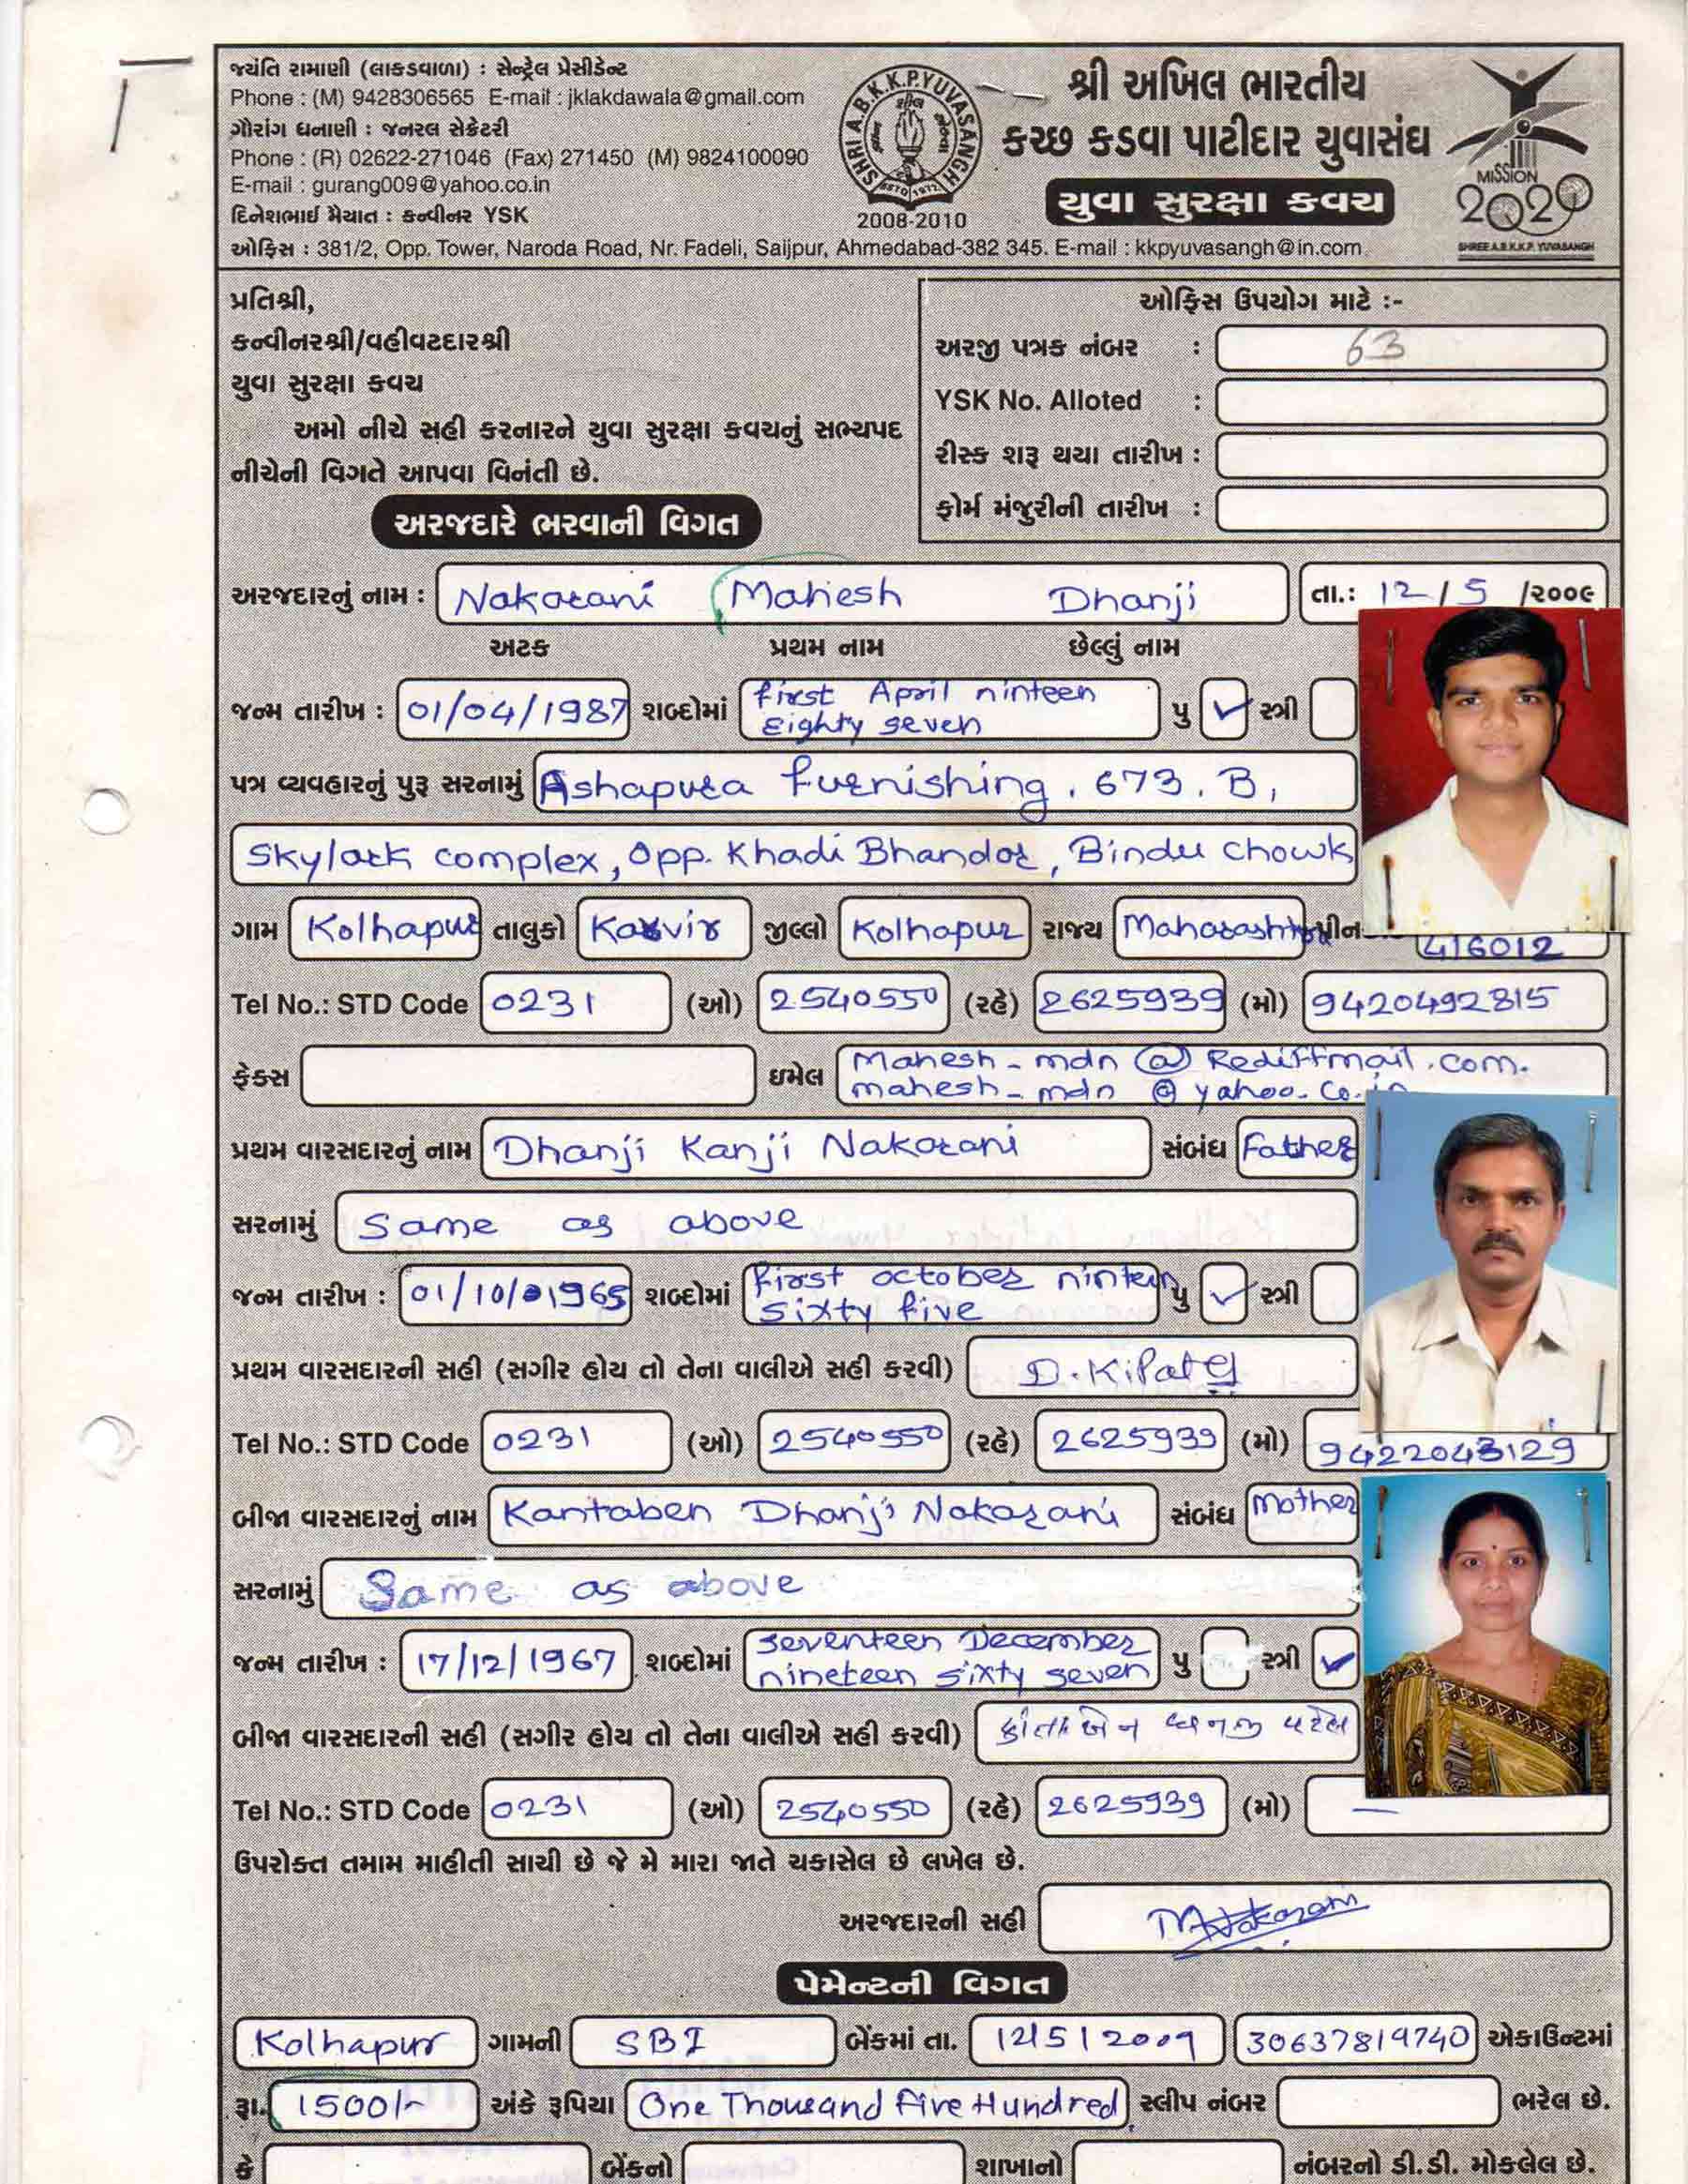 જયંતિ રામાણી (લાકડાવાળા) : સેન્ટ્રેલ પ્રેસીડેન્ટ
Phone : (M) 9428306565 E-mail : jklakdawala@gmail.com
ગૌરાંગ ધનાણી : જનરલ સેક્રેટરી
Phone : (R) 02622-271046 (Fax) 271450 (M) 9824100090
E-mail : gurang009@yahoo.co.in
દિનેશભાઈ મૈયાત : કન્વીનર YSK
SHRI A.B.K.K.P.YUVASANGH
ESTD 1972
2008-2010
શ્રી અખિલ ભારતીય
કચ્છ કડવા પાટીદાર યુવાસંઘ
યુવા સુરક્ષા કવચ
MISSION
2020
SHREE A.B.K.K.P. YUVASANGH
ઓફિસ : 381/2, Opp. Tower, Naroda Road, Nr. Fadeli, Saijpur, Ahmedabad-382 345. E-mail : kkpyuvasangh@in.com
પ્રતિશ્રી,
કન્વીનરશ્રી/વહીવટદારશ્રી
યુવા સુરક્ષા કવચ
અમો નીચે સહી કરનારને યુવા સુરક્ષા કવચનું સભ્યપદ
નીચેની વિગતે આપવા વિનંતી છે.
ઓફિસ ઉપયોગ માટે :-
અરજી પત્રક નંબર : 63
YSK No. Alloted :
રીસ્ક શરૂ થયા તારીખ :
ફોર્મ મંજુરીની તારીખ :
અરજદારે ભરવાની વિગત
અરજદારનું નામ : Nakarani Mahesh Dhanji તા.: 12/5 /૨૦૦૯
અટક પ્રથમ નામ છેલ્લું નામ
જન્મ તારીખ : 01/04/1987 શબ્દોમાં first April ninteen Eighty seven પુ ✓ સ્ત્રી
પત્ર વ્યવહારનું પુરૂ સરનામું Ashapura furnishing, 673, B,
Skylark complex, Opp. Khadi Bhandar, Bindu chowk
ગામ Kolhapur તાલુકો Karvir જીલ્લો Kolhapur રાજ્ય Maharashtra પીન 416012
Tel No.: STD Code 0231 (ઓ) 2540550 (રહે) 2625939 (મો) 9420492815
ફેક્સ ઇમેલ Mahesh_mdn @ Rediffmail.com.
mahesh_mdn @ yahoo.co.in
પ્રથમ વારસદારનું નામ Dhanji Kanji Nakarani સંબંધ Father
સરનામું Same as above
જન્મ તારીખ : 01/10/1965 શબ્દોમાં first october ninteen sixty five પુ ✓ સ્ત્રી
પ્રથમ વારસદારની સહી (સગીર હોય તો તેના વાલીએ સહી કરવી)
Tel No.: STD Code 0231 (ઓ) 2540550 (રહે) 2625939 (મો) 9422043129
બીજા વારસદારનું નામ Kantaben Dhanji Nakarani સંબંધ Mother
સરનામું Same as above
જન્મ તારીખ : 17/12/1967 શબ્દોમાં seventeen December nineteen sixty seven પુ સ્ત્રી ✓
બીજા વારસદારની સહી (સગીર હોય તો તેના વાલીએ સહી કરવી) કાંતાબેન ધનજી પટેલ
Tel No.: STD Code 0231 (ઓ) 2540550 (રહે) 2625939 (મો) —
ઉપરોક્ત તમામ માહીતી સાચી છે જે મે મારા જાતે ચકાસેલ છે લખેલ છે.
અરજદારની સહી M Nakarani
પેમેન્ટની વિગત
Kolhapur ગામની SBI બેંકમાં તા. 12/5/2009 30637819740 એકાઉન્ટમાં
રૂા. 1500/- અંકે રૂપિયા One Thousand Five Hundred સ્લીપ નંબર ભરેલ છે.
કે બેંકનો શાખાનો નંબરનો ડી.ડી. મોકલેલ છે.